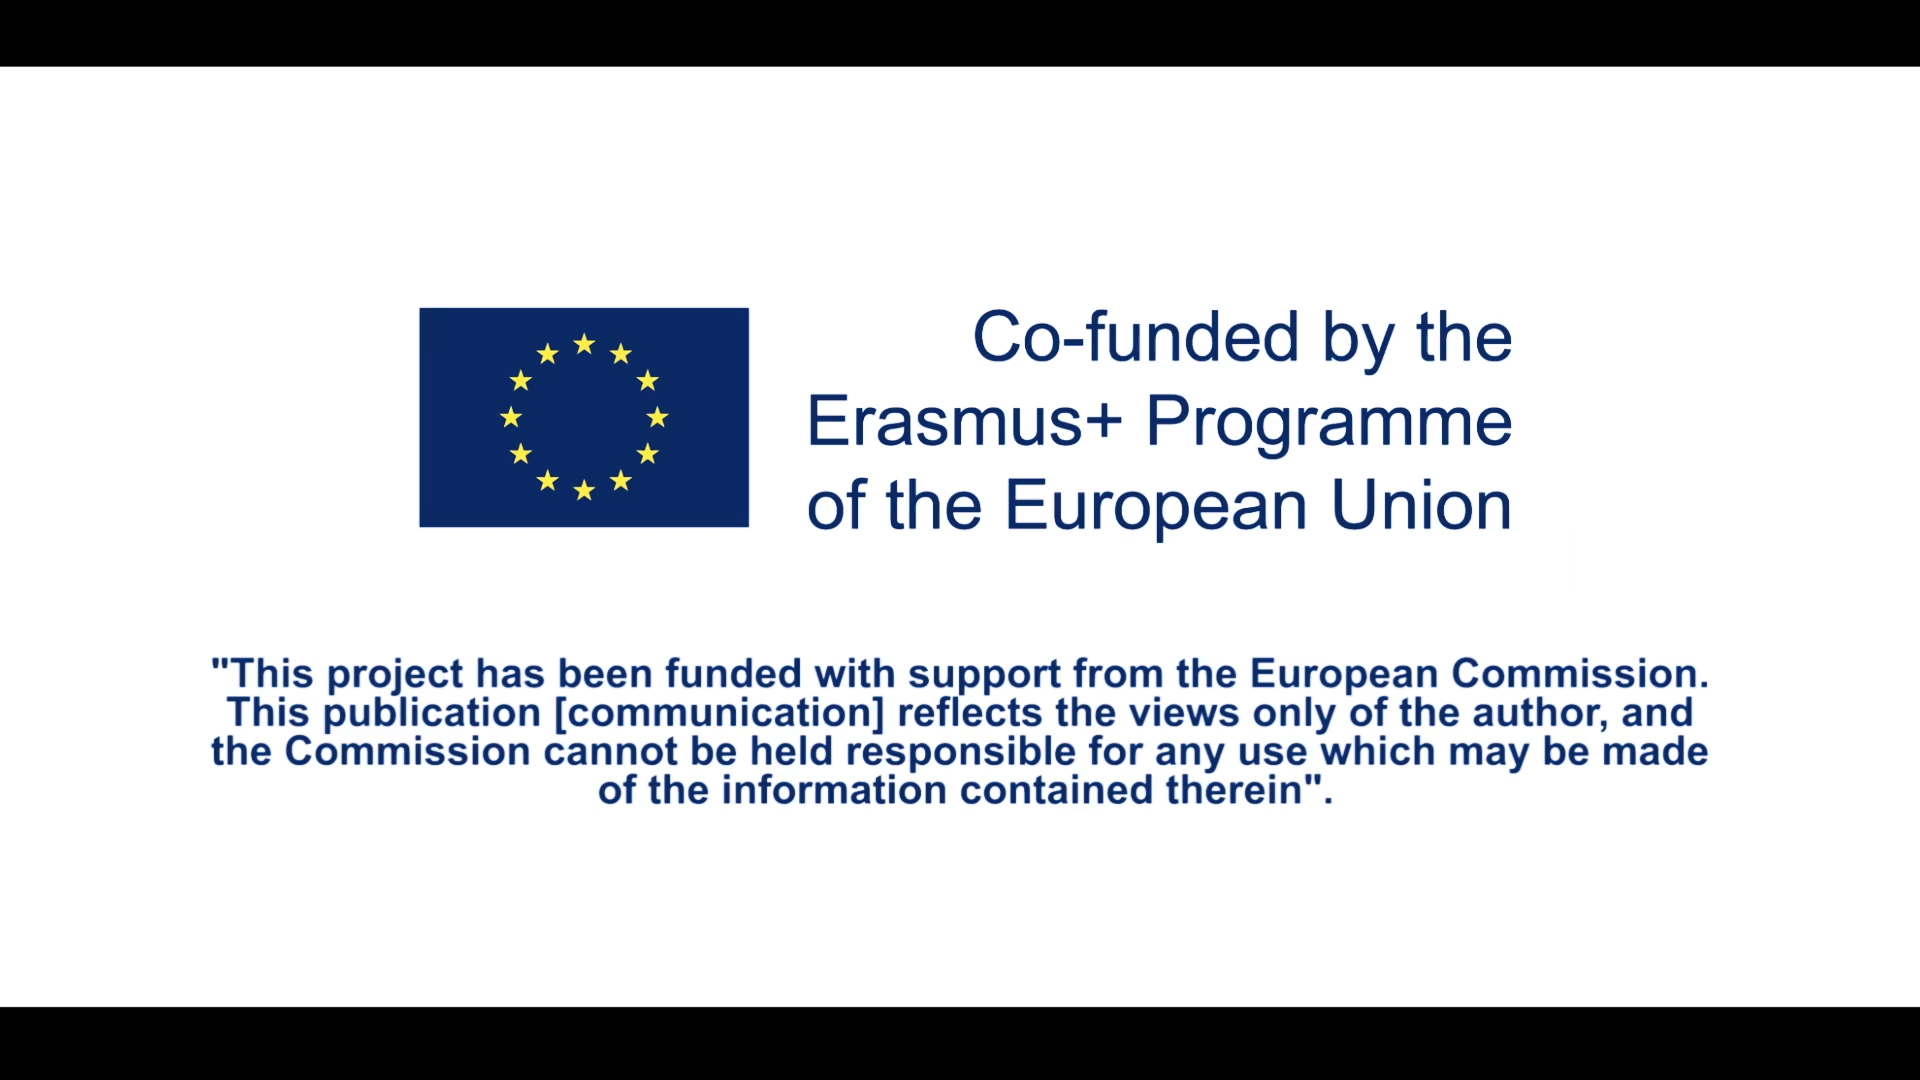 Co-funded by the
Erasmus+ Programme
of the European Union
"This project has been funded with support from the European Commission.
This publication [communication] reflects the views only of the author, and
the Commission cannot be held responsible for any use which may be made
of the information contained therein".